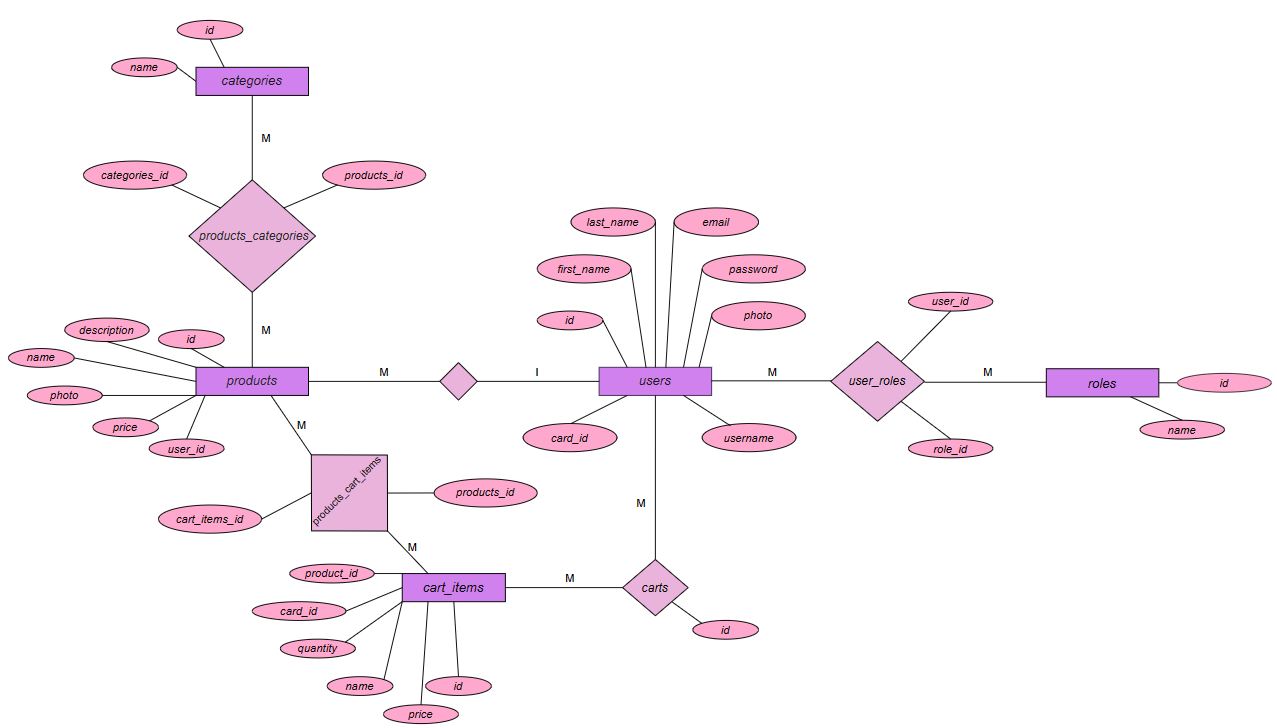 id
name
categories
M
categories_id
products_id
products_categories
M
description
id
name
products
photo
price
user_id
M
I
last_name
email
first_name
password
id
photo
users
card_id
username
M
user_id
user_roles
role_id
M
roles
id
name
M
products_cart_items
cart_items_id
products_id
M
M
product_id
cart_items
card_id
quantity
name
id
price
M
carts
id